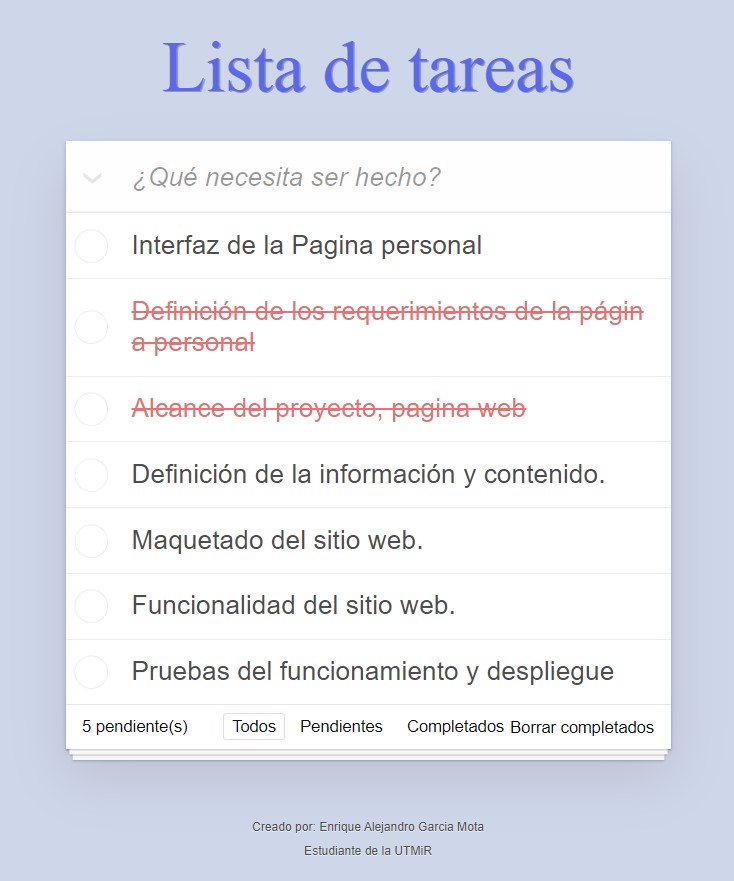 Lista de tareas
¿Qué necesita ser hecho?
Interfaz de la Pagina personal
Definición de los requerimientos de la págin
a personal
Alcance del proyecto, pagina web
Definición de la información y contenido.
Maquetado del sitio web.
Funcionalidad del sitio web.
Pruebas del funcionamiento y despliegue
5 pendiente(s) Todos Pendientes Completados Borrar completados
Creado por: Enrique Alejandro Garcia Mota
Estudiante de la UTMiR